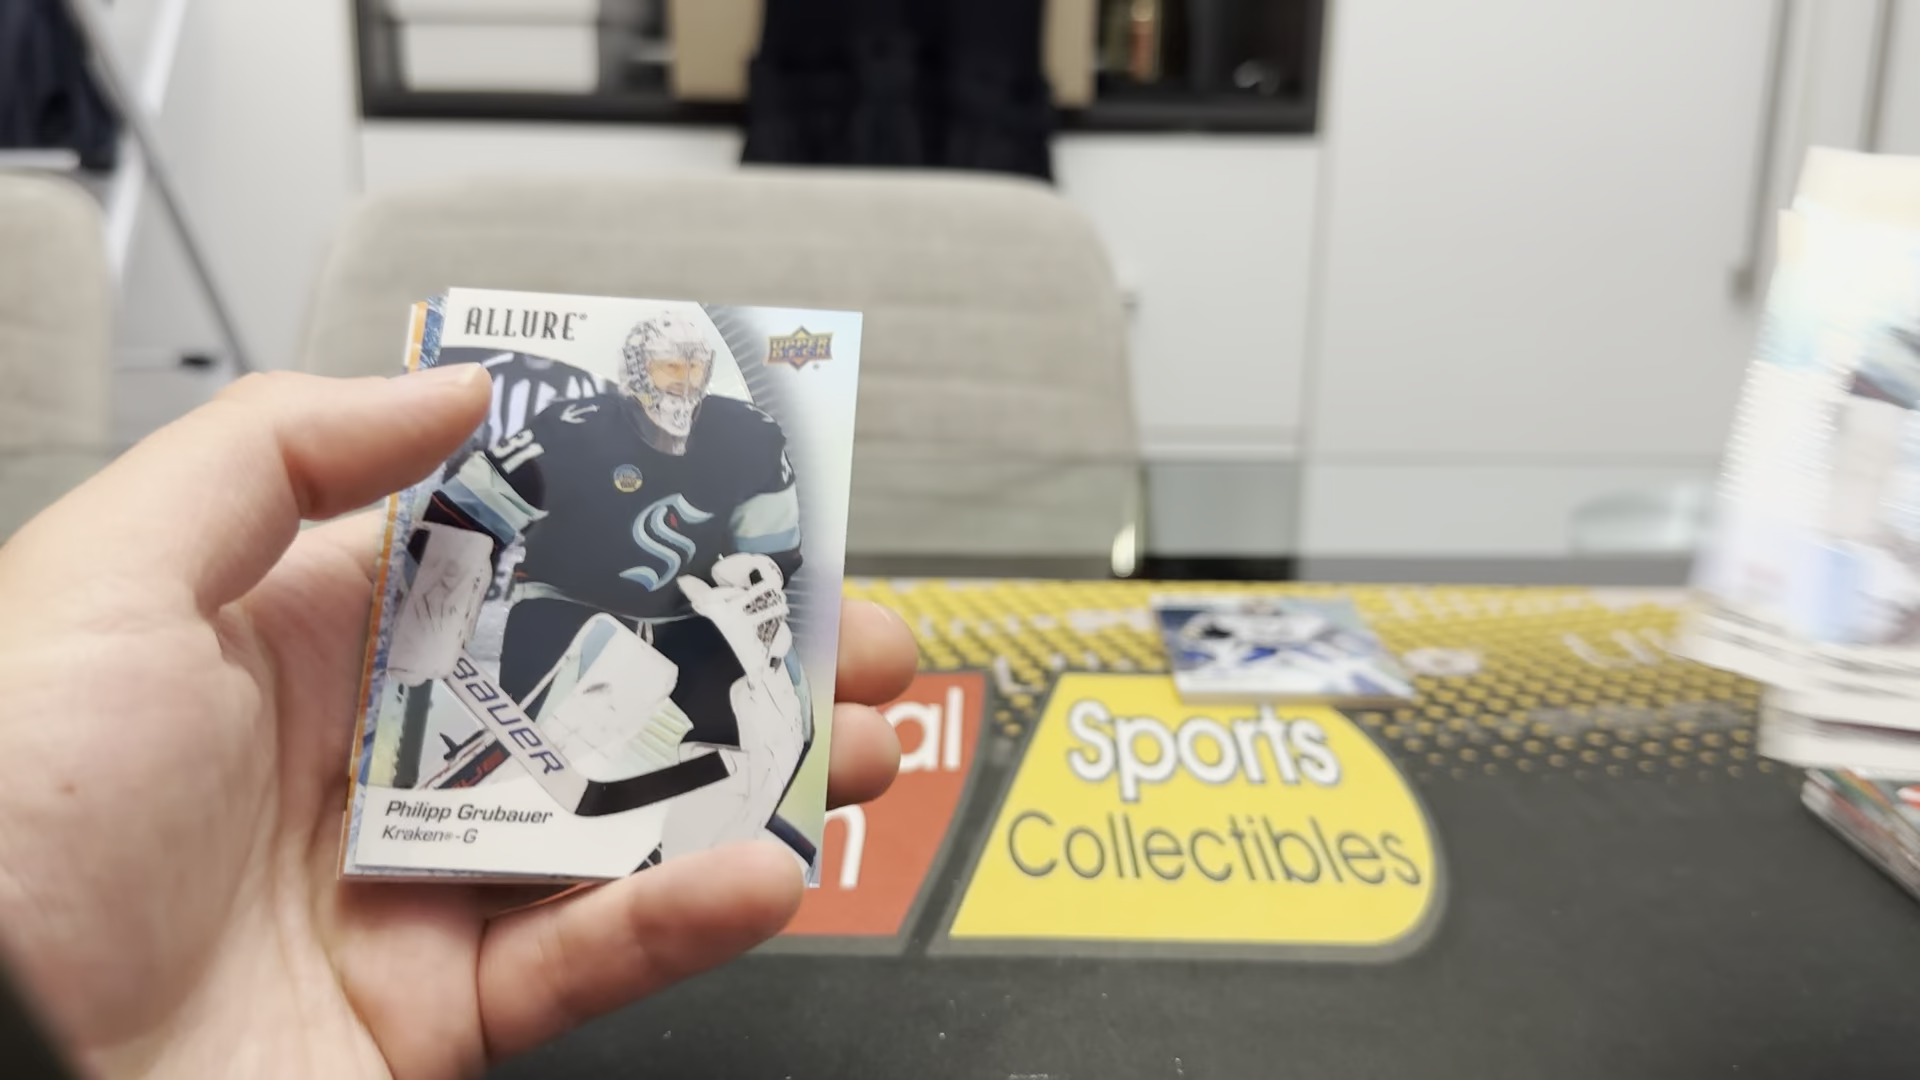 ALLURE
UPPER DECK
31
BAUER
Philipp Grubauer
Kraken - G
al
n
Sports
Collectibles